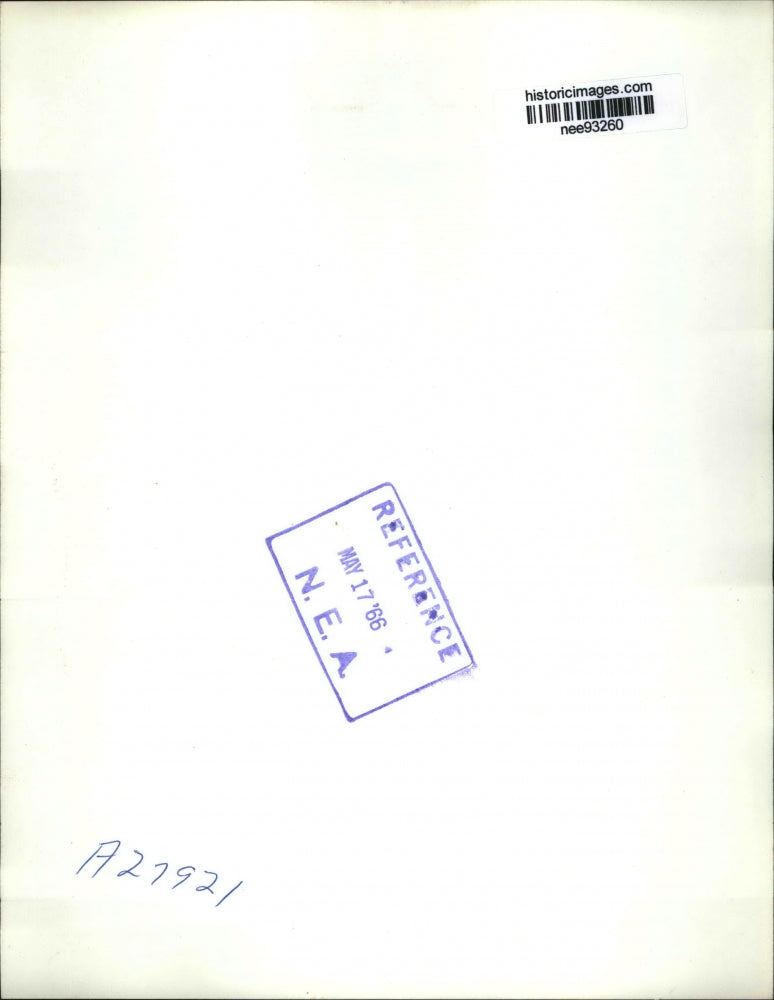 historicimages.com
nee93260
REFERENCE
MAY 17 '66
N. E. A.
A27921